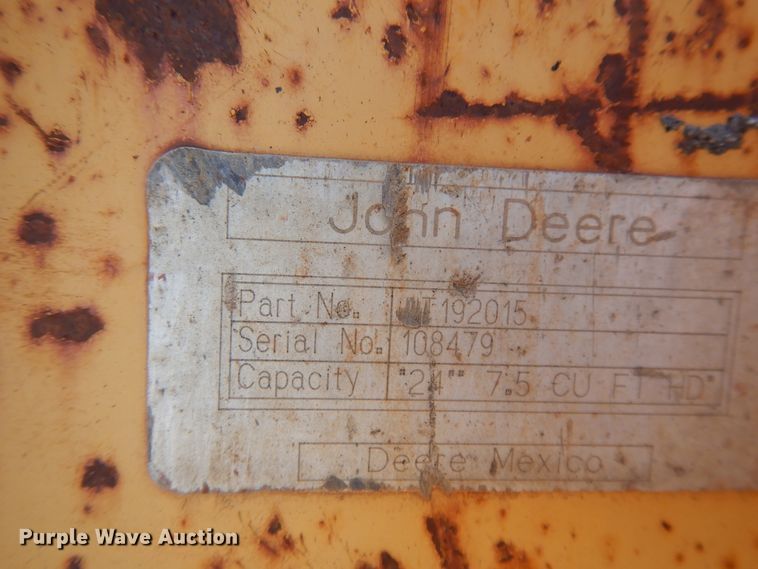 John Deere
Part No. T192015
Serial No. 108479
Capacity "24" 7.5 CU FT HD"
Deere Mexico
Purple Wave Auction